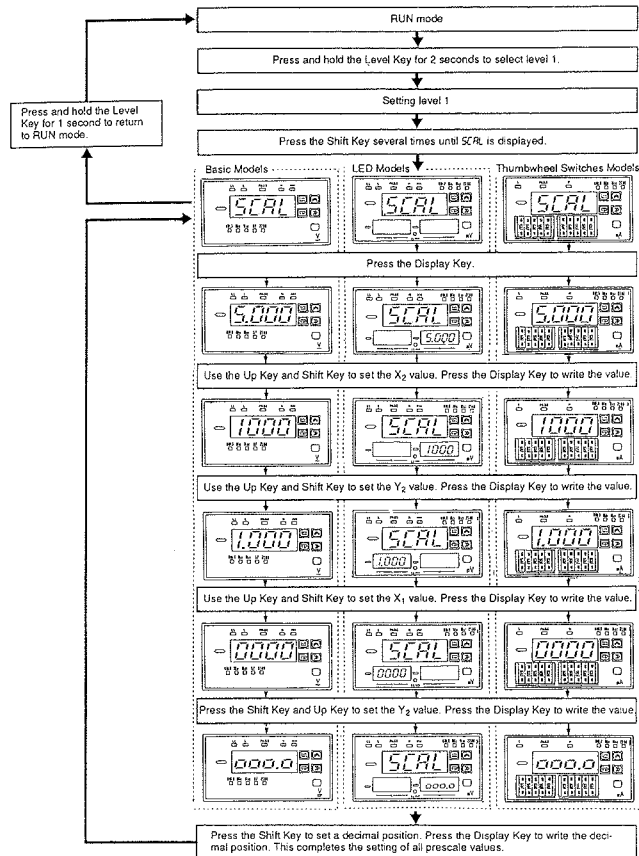 RUN mode
Press and hold the Level Key for 2 seconds to select level 1.
Setting level 1
Press and hold the Level
Key for 1 second to return
to RUN mode.
Press the Shift Key several times until SCAL is displayed.
Basic Models
LED Models
Thumbwheel Switches Models
SCAL
SCAL
SCAL
Press the Display Key.
5.000
SCAL
5.000
5.000
Use the Up Key and Shift Key to set the X2 value. Press the Display Key to write the value.
1000
SCAL
1000
1000
Use the Up Key and Shift Key to set the Y2 value. Press the Display Key to write the value.
1.000
SCAL
1.000
1.000
Use the Up Key and Shift Key to set the X1 value. Press the Display Key to write the value.
0000
SCAL
0000
0000
Press the Shift Key and Up Key to set the Y2 value. Press the Display Key to write the value.
000.0
SCAL
000.0
000.0
Press the Shift Key to set a decimal position. Press the Display Key to write the deci-
mal position. This completes the setting of all prescale values.